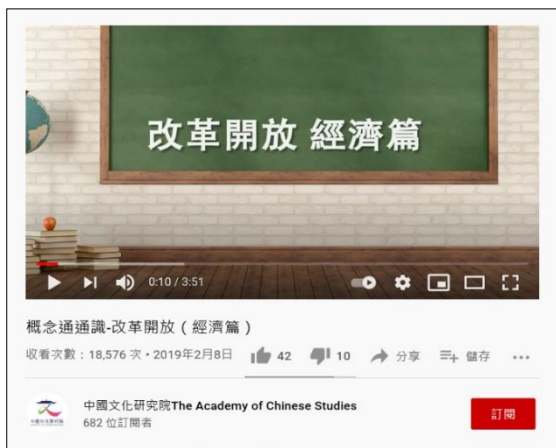 改革開放 經濟篇
0:10 / 3:51
概念通通識-改革開放（經濟篇）
收看次數：18,576 次・2019年2月8日 42 10 分享 儲存
中國文化研究院The Academy of Chinese Studies
682 位訂閱者
訂閱